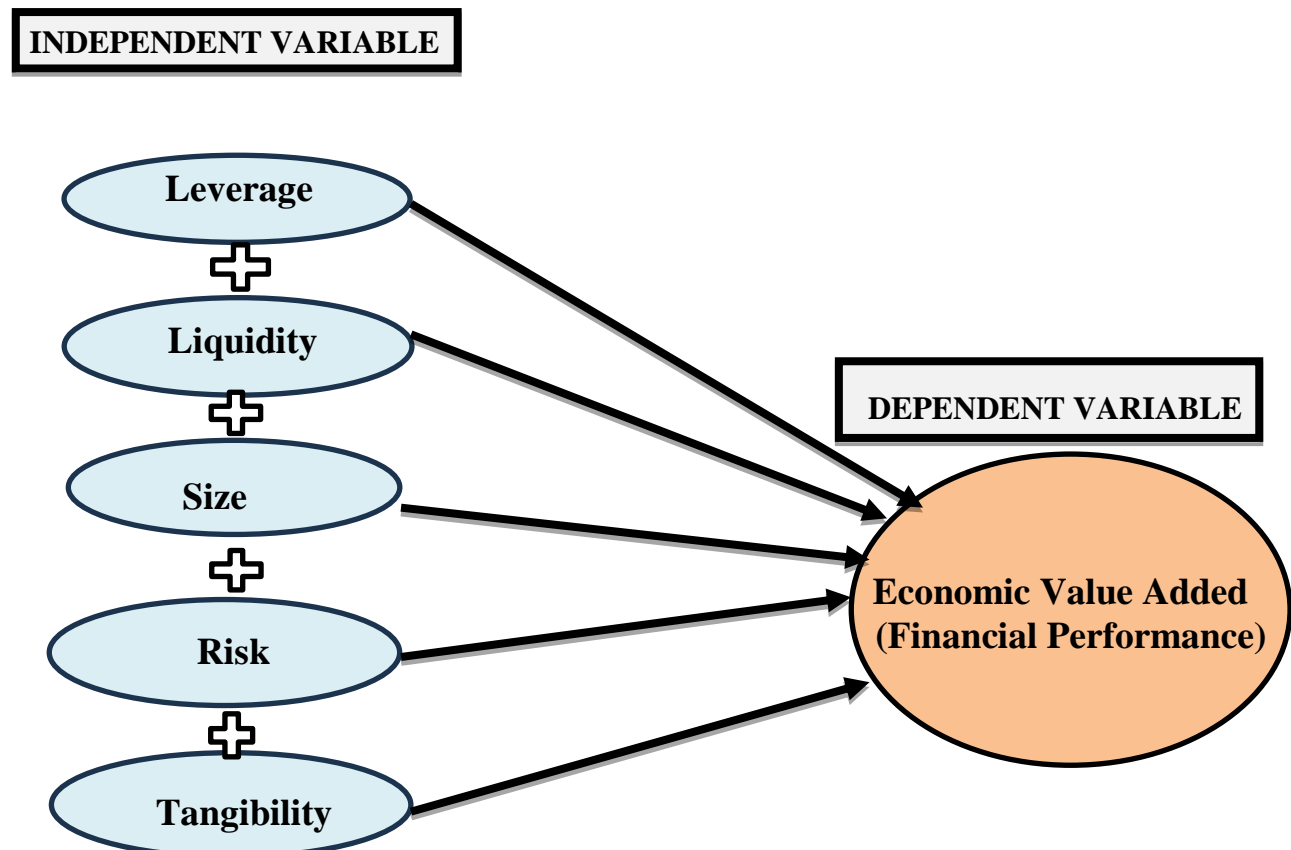 INDEPENDENT VARIABLE
Leverage
Liquidity
Size
Risk
Tangibility
DEPENDENT VARIABLE
Economic Value Added
(Financial Performance)